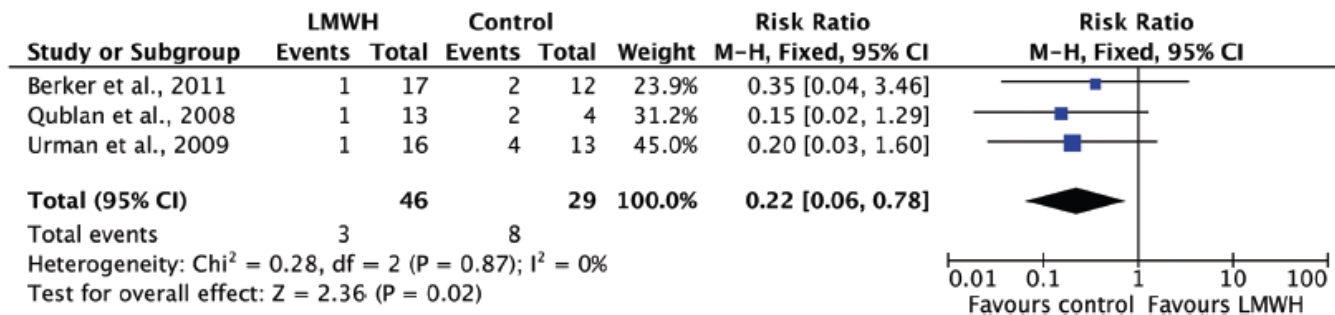 LMWH Control Risk Ratio Risk Ratio
Study or Subgroup Events Total Events Total Weight M-H, Fixed, 95% CI M-H, Fixed, 95% CI
Berker et al., 2011 1 17 2 12 23.9% 0.35 [0.04, 3.46]
Qublan et al., 2008 1 13 2 4 31.2% 0.15 [0.02, 1.29]
Urman et al., 2009 1 16 4 13 45.0% 0.20 [0.03, 1.60]
Total (95% CI) 46 29 100.0% 0.22 [0.06, 0.78]
Total events 3 8
Heterogeneity: Chi² = 0.28, df = 2 (P = 0.87); I² = 0%
Test for overall effect: Z = 2.36 (P = 0.02)
0.01 0.1 1 10 100
Favours control Favours LMWH